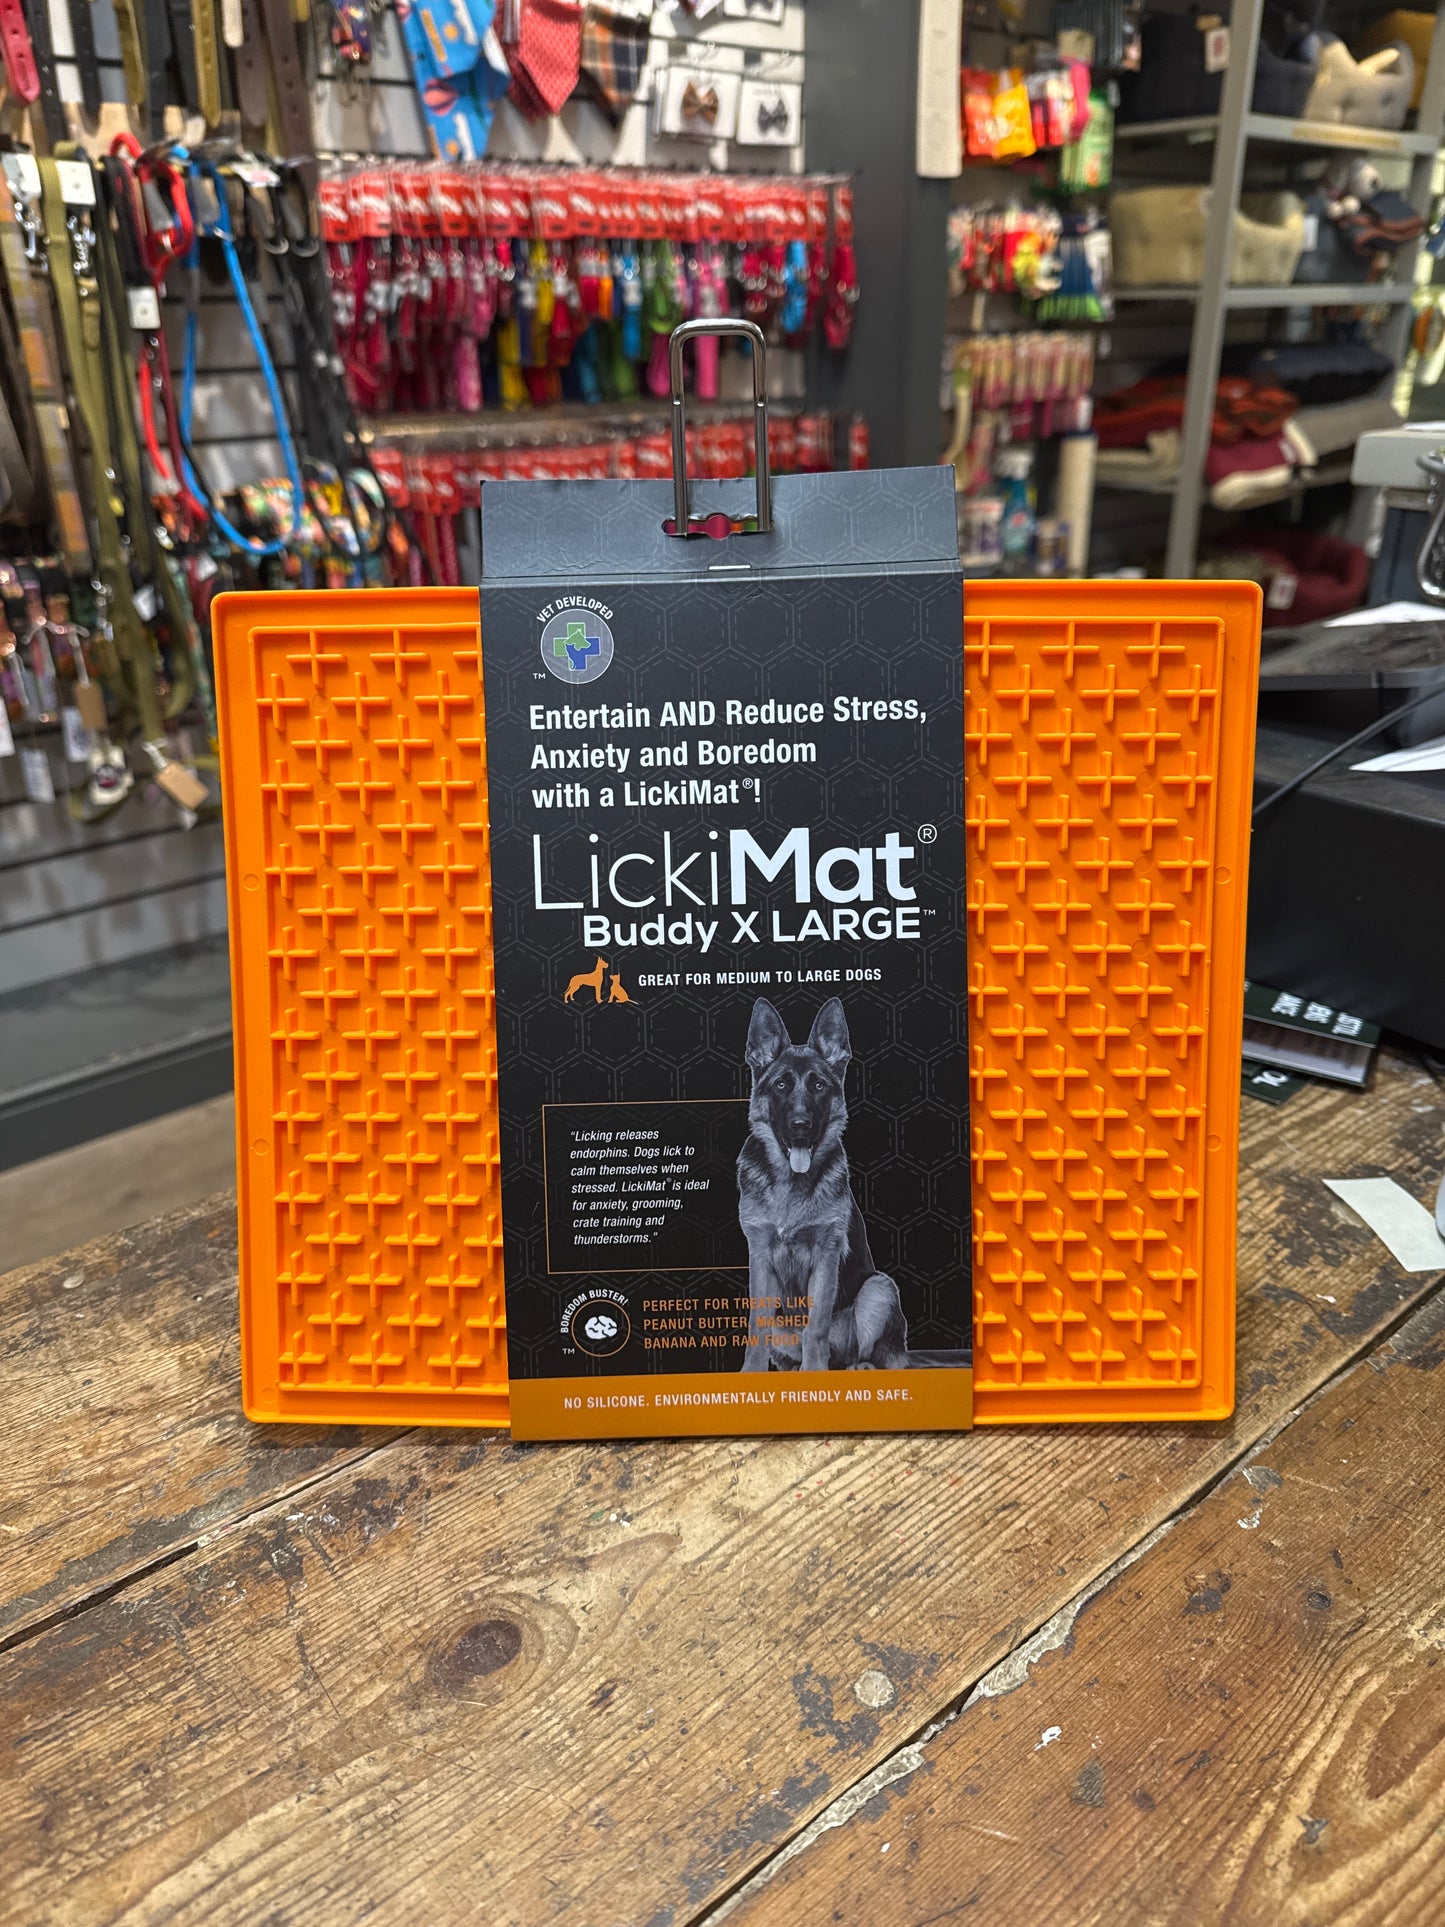 VET DEVELOPED
TM
Entertain AND Reduce Stress,
Anxiety and Boredom
with a LickiMat®!
LickiMat®
Buddy X LARGE™
GREAT FOR MEDIUM TO LARGE DOGS
"Licking releases
endorphins. Dogs lick to
calm themselves when
stressed. LickiMat® is ideal
for anxiety, grooming,
crate training and
thunderstorms."
BOREDOM BUSTER!
TM
PERFECT FOR TREATS LIKE
PEANUT BUTTER, MASHED
BANANA AND RAW FOOD
NO SILICONE. ENVIRONMENTALLY FRIENDLY AND SAFE.